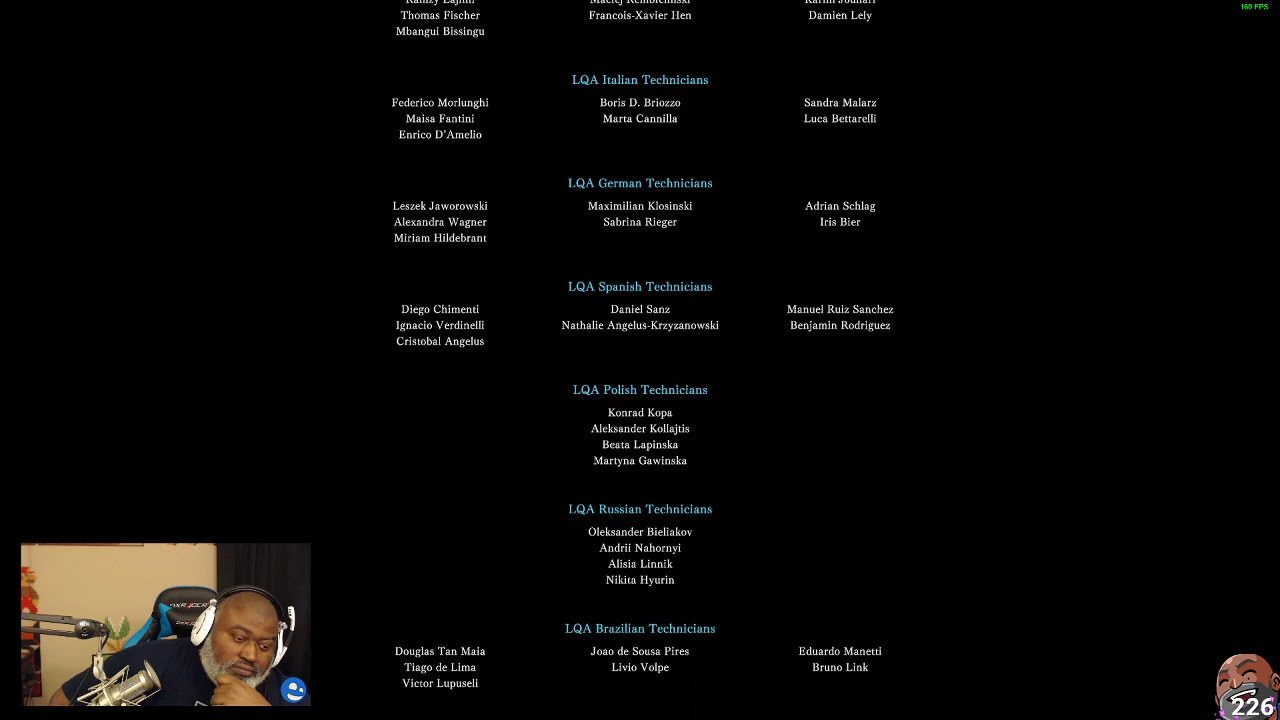 160 FPS
Thomas Fischer
Francois-Xavier Hen
Damien Lely
Mbangui Bissingu
LQA Italian Technicians
Federico Morlunghi
Boris D. Briozzo
Sandra Malarz
Maisa Fantini
Marta Cannilla
Luca Bettarelli
Enrico D'Amelio
LQA German Technicians
Leszek Jaworowski
Maximilian Klosinski
Adrian Schlag
Alexandra Wagner
Sabrina Rieger
Iris Bier
Miriam Hildebrant
LQA Spanish Technicians
Diego Chimenti
Daniel Sanz
Manuel Ruiz Sanchez
Ignacio Verdinelli
Nathalie Angelus-Krzyzanowski
Benjamin Rodriguez
Cristobal Angelus
LQA Polish Technicians
Konrad Kopa
Aleksander Kollajtis
Beata Lapinska
Martyna Gawinska
LQA Russian Technicians
Oleksander Bieliakov
Andrii Nahornyi
Alisia Linnik
Nikita Hyurin
LQA Brazilian Technicians
Douglas Tan Maia
Joao de Sousa Pires
Eduardo Manetti
Tiago de Lima
Livio Volpe
Bruno Link
Victor Lupuseli
226